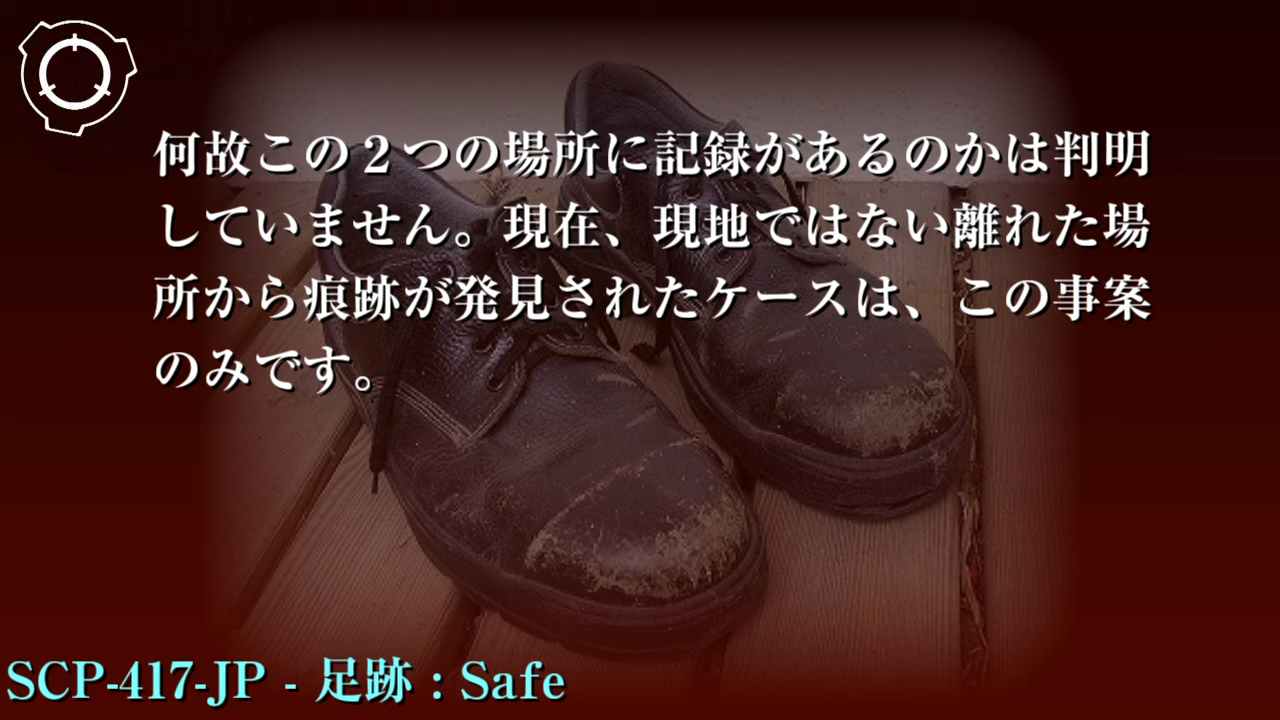 何故この２つの場所に記録があるのかは判明
していません。現在、現地ではない離れた場
所から痕跡が発見されたケースは、この事案
のみです。
SCP-417-JP - 足跡：Safe